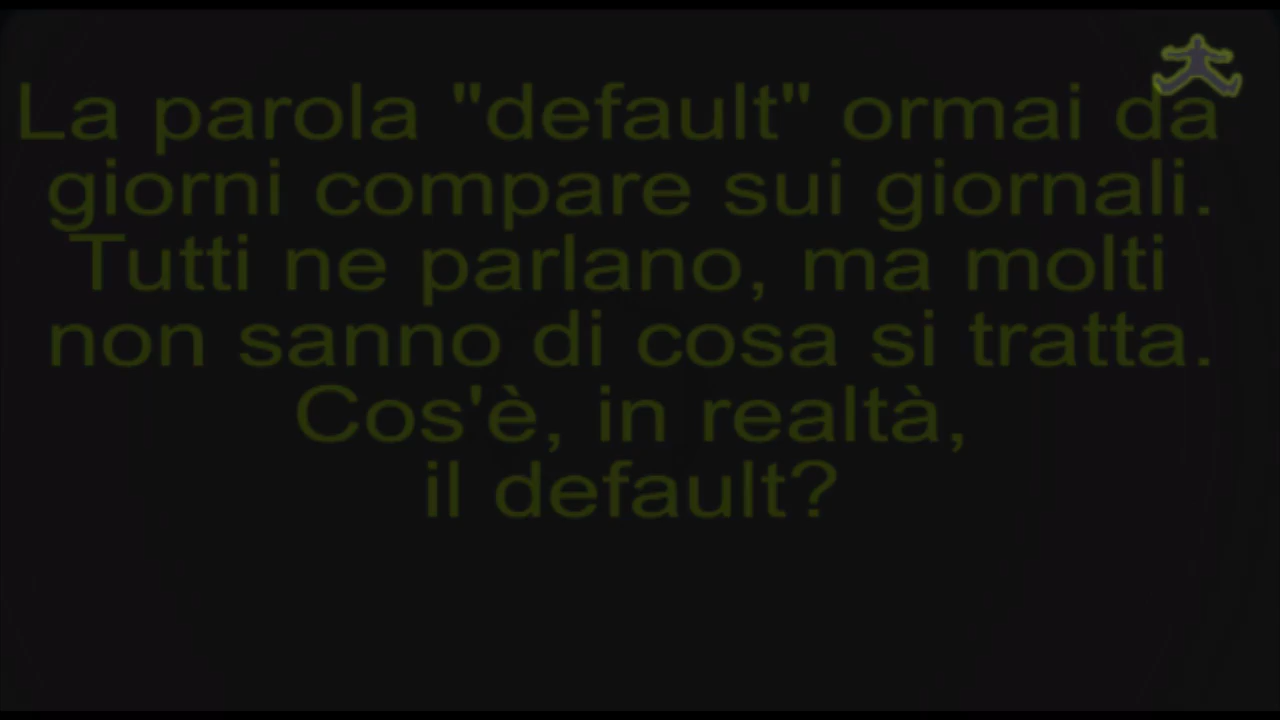 La parola "default" ormai da
giorni compare sui giornali.
Tutti ne parlano, ma molti
non sanno di cosa si tratta.
Cos'è, in realtà,
il default?